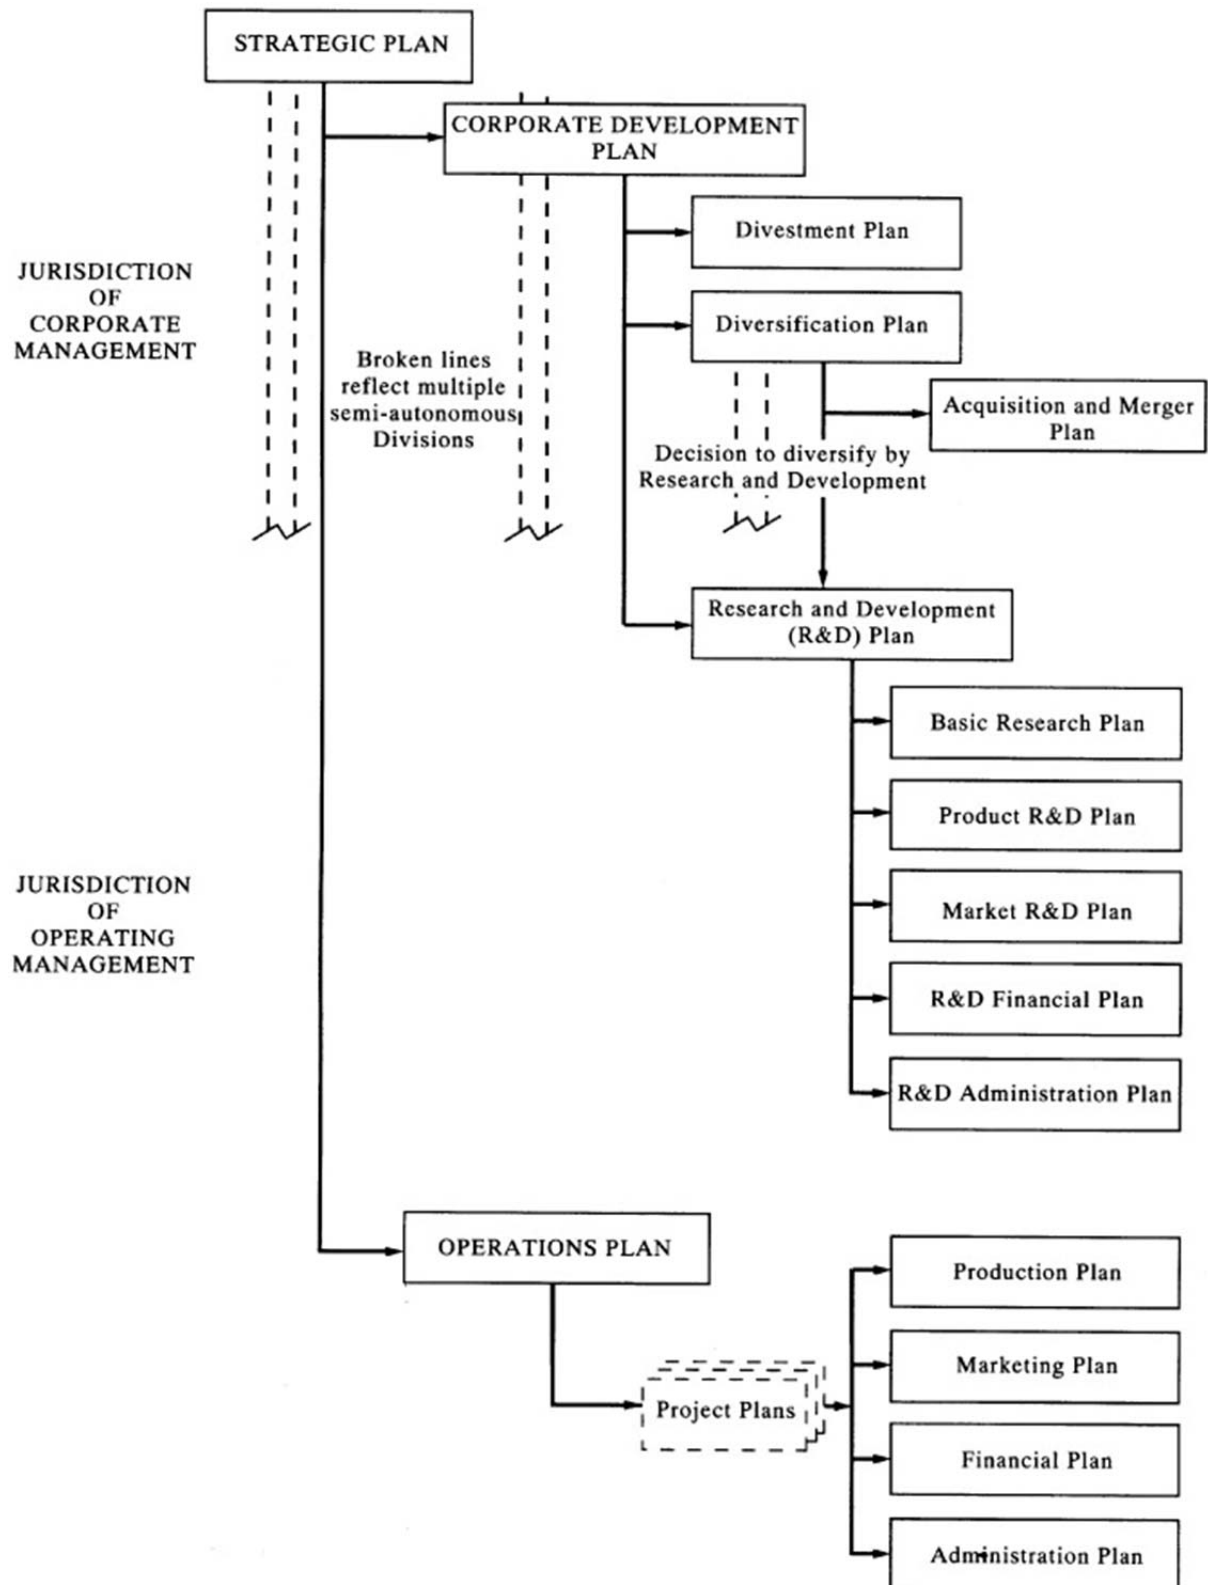 STRATEGIC PLAN
CORPORATE DEVELOPMENT
PLAN
Divestment Plan
JURISDICTION
OF
CORPORATE
MANAGEMENT
Diversification Plan
Broken lines
reflect multiple
semi-autonomous
Divisions
Acquisition and Merger
Plan
Decision to diversify by
Research and Development
Research and Development
(R&D) Plan
Basic Research Plan
Product R&D Plan
JURISDICTION
OF
OPERATING
MANAGEMENT
Market R&D Plan
R&D Financial Plan
R&D Administration Plan
OPERATIONS PLAN
Production Plan
Marketing Plan
Project Plans
Financial Plan
Administration Plan